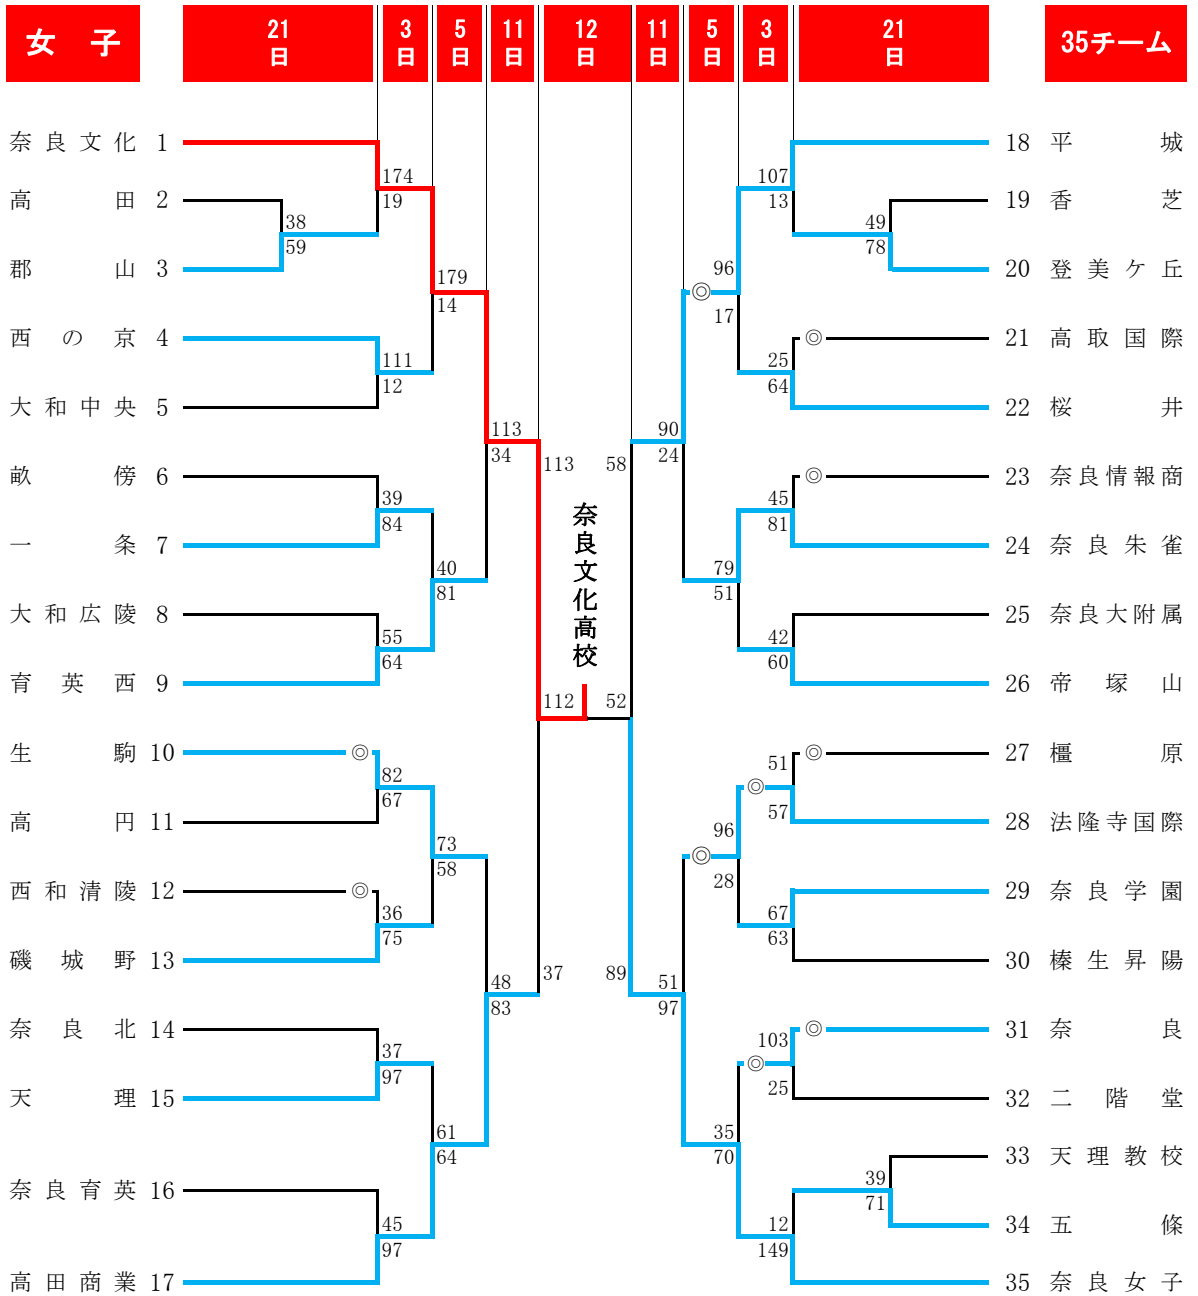 女 子
21日
3日
5日
11日
12日
11日
5日
3日
21日
35チーム
奈良文化 1
高田 2
郡山 3
西の京 4
大和中央 5
畝傍 6
一条 7
大和広陵 8
育英西 9
生駒 10 ◎
高円 11
西和清陵 12 ◎
磯城野 13
奈良北 14
天理 15
奈良育英 16
高田商業 17
38
59
174
19
111
12
39
84
55
64
82
67
36
75
37
97
45
97
179
14
40
81
73
58
61
64
113
34
48
83
113
37
112
奈良文化高校
52
58
89
90
24
51
97
◎
96
17
79
51
◎
96
28
35
70
107
13
25
64
45
81
42
60
◎
51
57
67
63
◎
103
25
12
149
49
78
39
71
18 平城
19 香芝
20 登美ケ丘
◎ 21 高取国際
22 桜井
◎ 23 奈良情報商
24 奈良朱雀
25 奈良大附属
26 帝塚山
◎ 27 橿原
28 法隆寺国際
29 奈良学園
30 榛生昇陽
◎ 31 奈良
32 二階堂
33 天理教校
34 五條
35 奈良女子